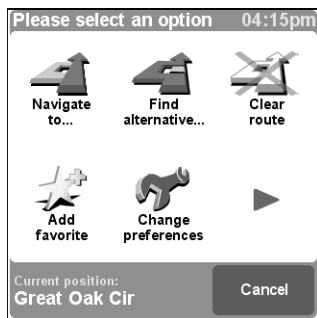 Please select an option 04:15pm
Navigate
to...
Find
alternative...
Clear
route
Add
favorite
Change
preferences
Current position:
Great Oak Cir
Cancel